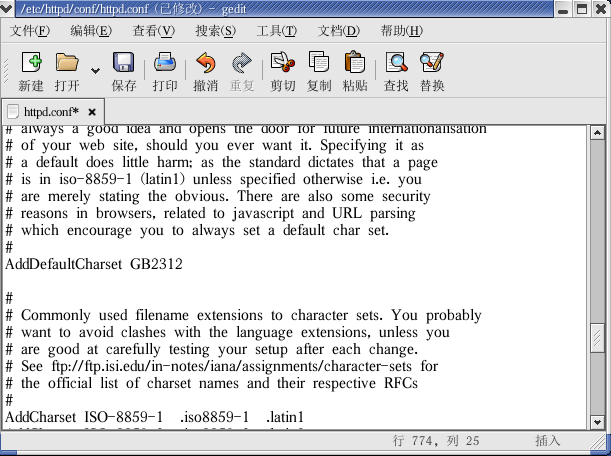 /etc/httpd/conf/httpd.conf (已修改) - gedit
文件(F) 编辑(E) 查看(V) 搜索(S) 工具(T) 文档(D) 帮助(H)
新建 打开 保存 打印 撤消 重复 剪切 复制 粘贴 查找 替换
httpd.conf*
# always a good idea and opens the door for future internationalisation
# of your web site, should you ever want it. Specifying it as
# a default does little harm; as the standard dictates that a page
# is in iso-8859-1 (latin1) unless specified otherwise i.e. you
# are merely stating the obvious. There are also some security
# reasons in browsers, related to javascript and URL parsing
# which encourage you to always set a default char set.
#
AddDefaultCharset GB2312
#
# Commonly used filename extensions to character sets. You probably
# want to avoid clashes with the language extensions, unless you
# are good at carefully testing your setup after each change.
# See ftp://ftp.isi.edu/in-notes/iana/assignments/character-sets for
# the official list of charset names and their respective RFCs
#
AddCharset ISO-8859-1 .iso8859-1 .latin1
行 774, 列 25 插入